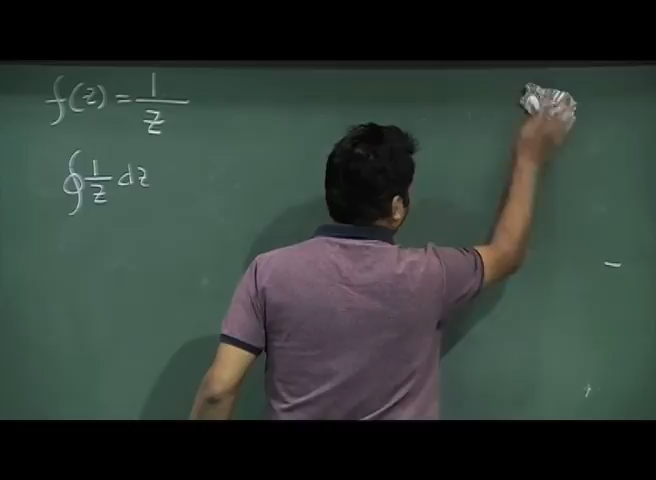 f(z) = 1/z
∮ 1/z dz